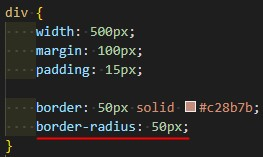 div {
width: 500px;
margin: 100px;
padding: 15px;
border: 50px solid #c28b7b;
border-radius: 50px;
}